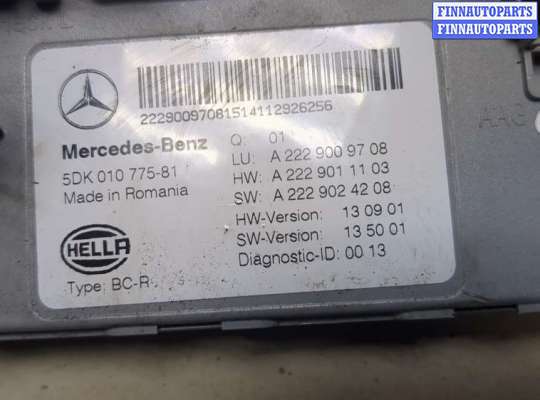 FINNAUTOPARTS
FINNAUTOPARTS
22290097081514112926256
Mercedes-Benz
5DK 010 775-81
Made in Romania
HELLA
Type: BC-R
Q: 01
LU: A 222 900 97 08
HW: A 222 901 11 03
SW: A 222 902 42 08
HW-Version: 13 09 01
SW-Version: 13 50 01
Diagnostic-ID: 00 13